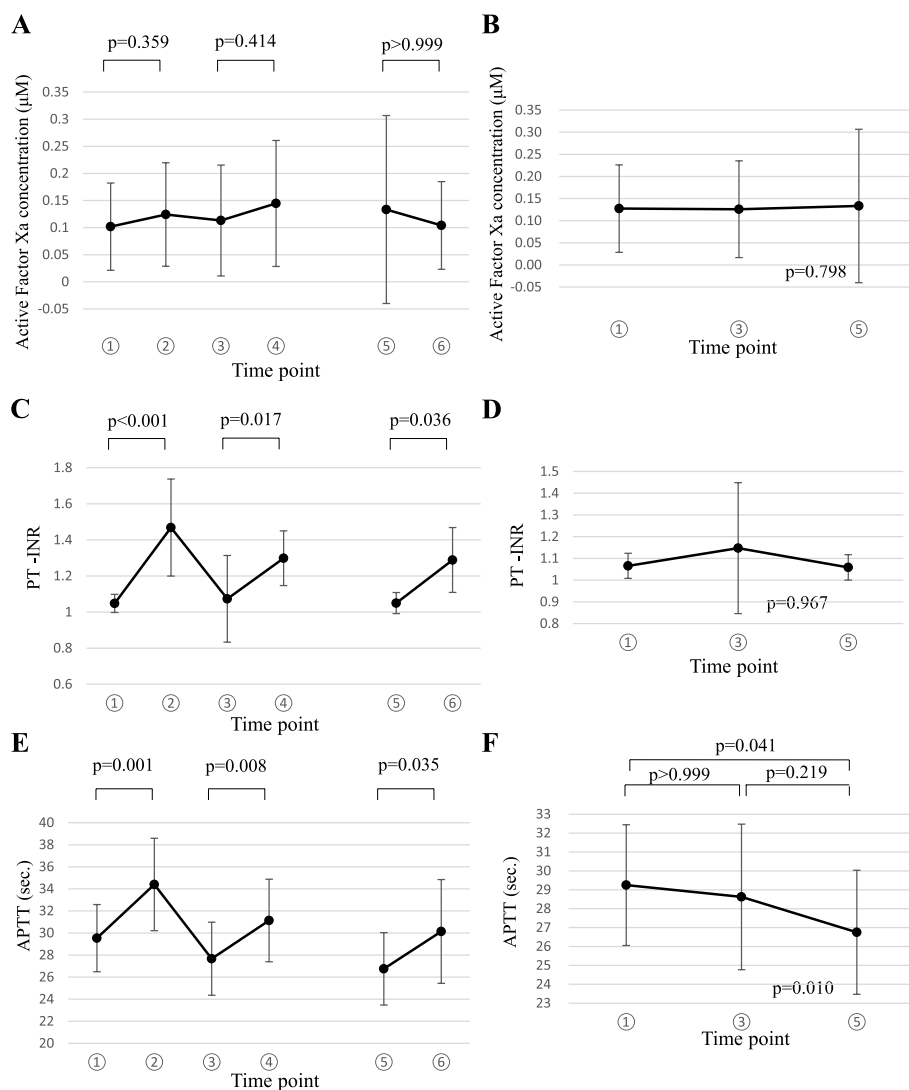 A
p=0.359
p=0.414
p>0.999
Active Factor Xa concentration (μM)
0.35
0.3
0.25
0.2
0.15
0.1
0.05
0
-0.05
① ② ③ ④ ⑤ ⑥
Time point
B
Active Factor Xa concentration (μM)
0.35
0.30
0.25
0.20
0.15
0.10
0.05
0.00
-0.05
p=0.798
① ③ ⑤
Time point
C
p<0.001
p=0.017
p=0.036
PT -INR
1.8
1.6
1.4
1.2
1
0.8
0.6
① ② ③ ④ ⑤ ⑥
Time point
D
PT -INR
1.5
1.4
1.3
1.2
1.1
1
0.9
0.8
p=0.967
① ③ ⑤
Time point
E
p=0.001
p=0.008
p=0.035
APTT (sec.)
40
38
36
34
32
30
28
26
24
22
20
① ② ③ ④ ⑤ ⑥
Time point
F
p=0.041
p>0.999
p=0.219
APTT (sec.)
33
32
31
30
29
28
27
26
25
24
23
p=0.010
① ③ ⑤
Time point